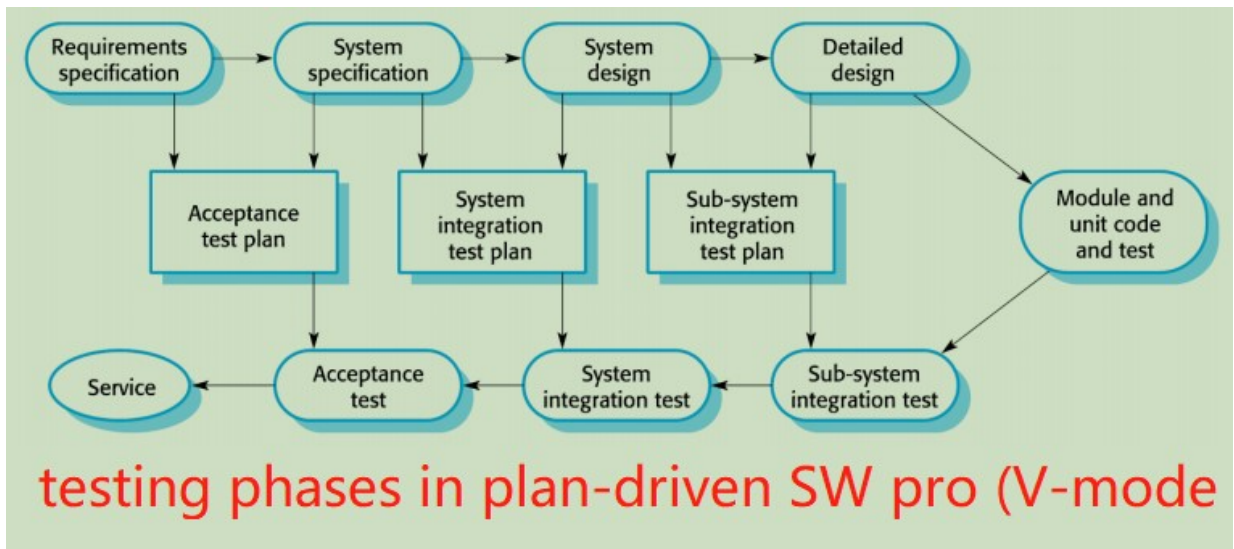 Requirements
specification
System
specification
System
design
Detailed
design
Acceptance
test plan
System
integration
test plan
Sub-system
integration
test plan
Module and
unit code
and test
Service
Acceptance
test
System
integration test
Sub-system
integration test
testing phases in plan-driven SW pro (V-mode